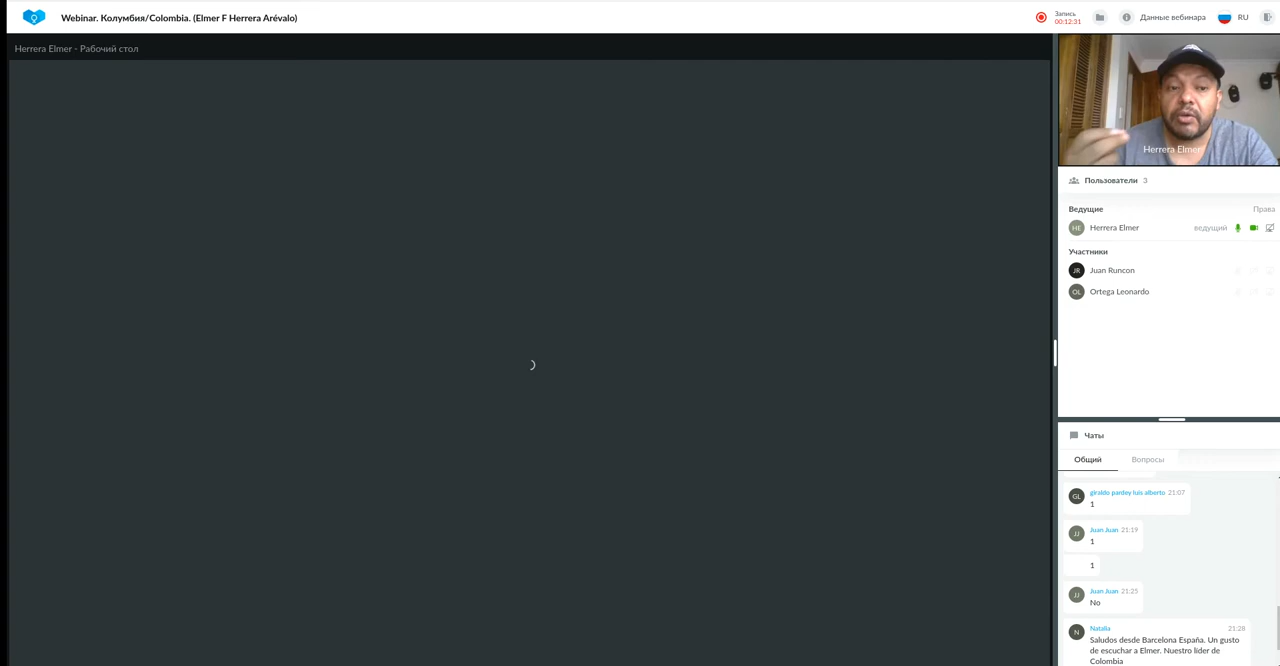 Webinar. Колумбия/Colombia. (Elmer F Herrera Arévalo)
Запись
00:12:31
Данные вебинара
RU
Herrera Elmer - Рабочий стол
Herrera Elmer
Пользователи 3
Ведущие Права
HE Herrera Elmer ведущий
Участники
JR Juan Runcon
OL Ortega Leonardo
Чаты
Общий Вопросы
GL giraldo pardey luis alberto 21:07
1
JJ Juan Juan 21:19
1
1
JJ Juan Juan 21:25
No
N Natalia 21:28
Saludos desde Barcelona España. Un gusto
de escuchar a Elmer. Nuestro líder de
Colombia